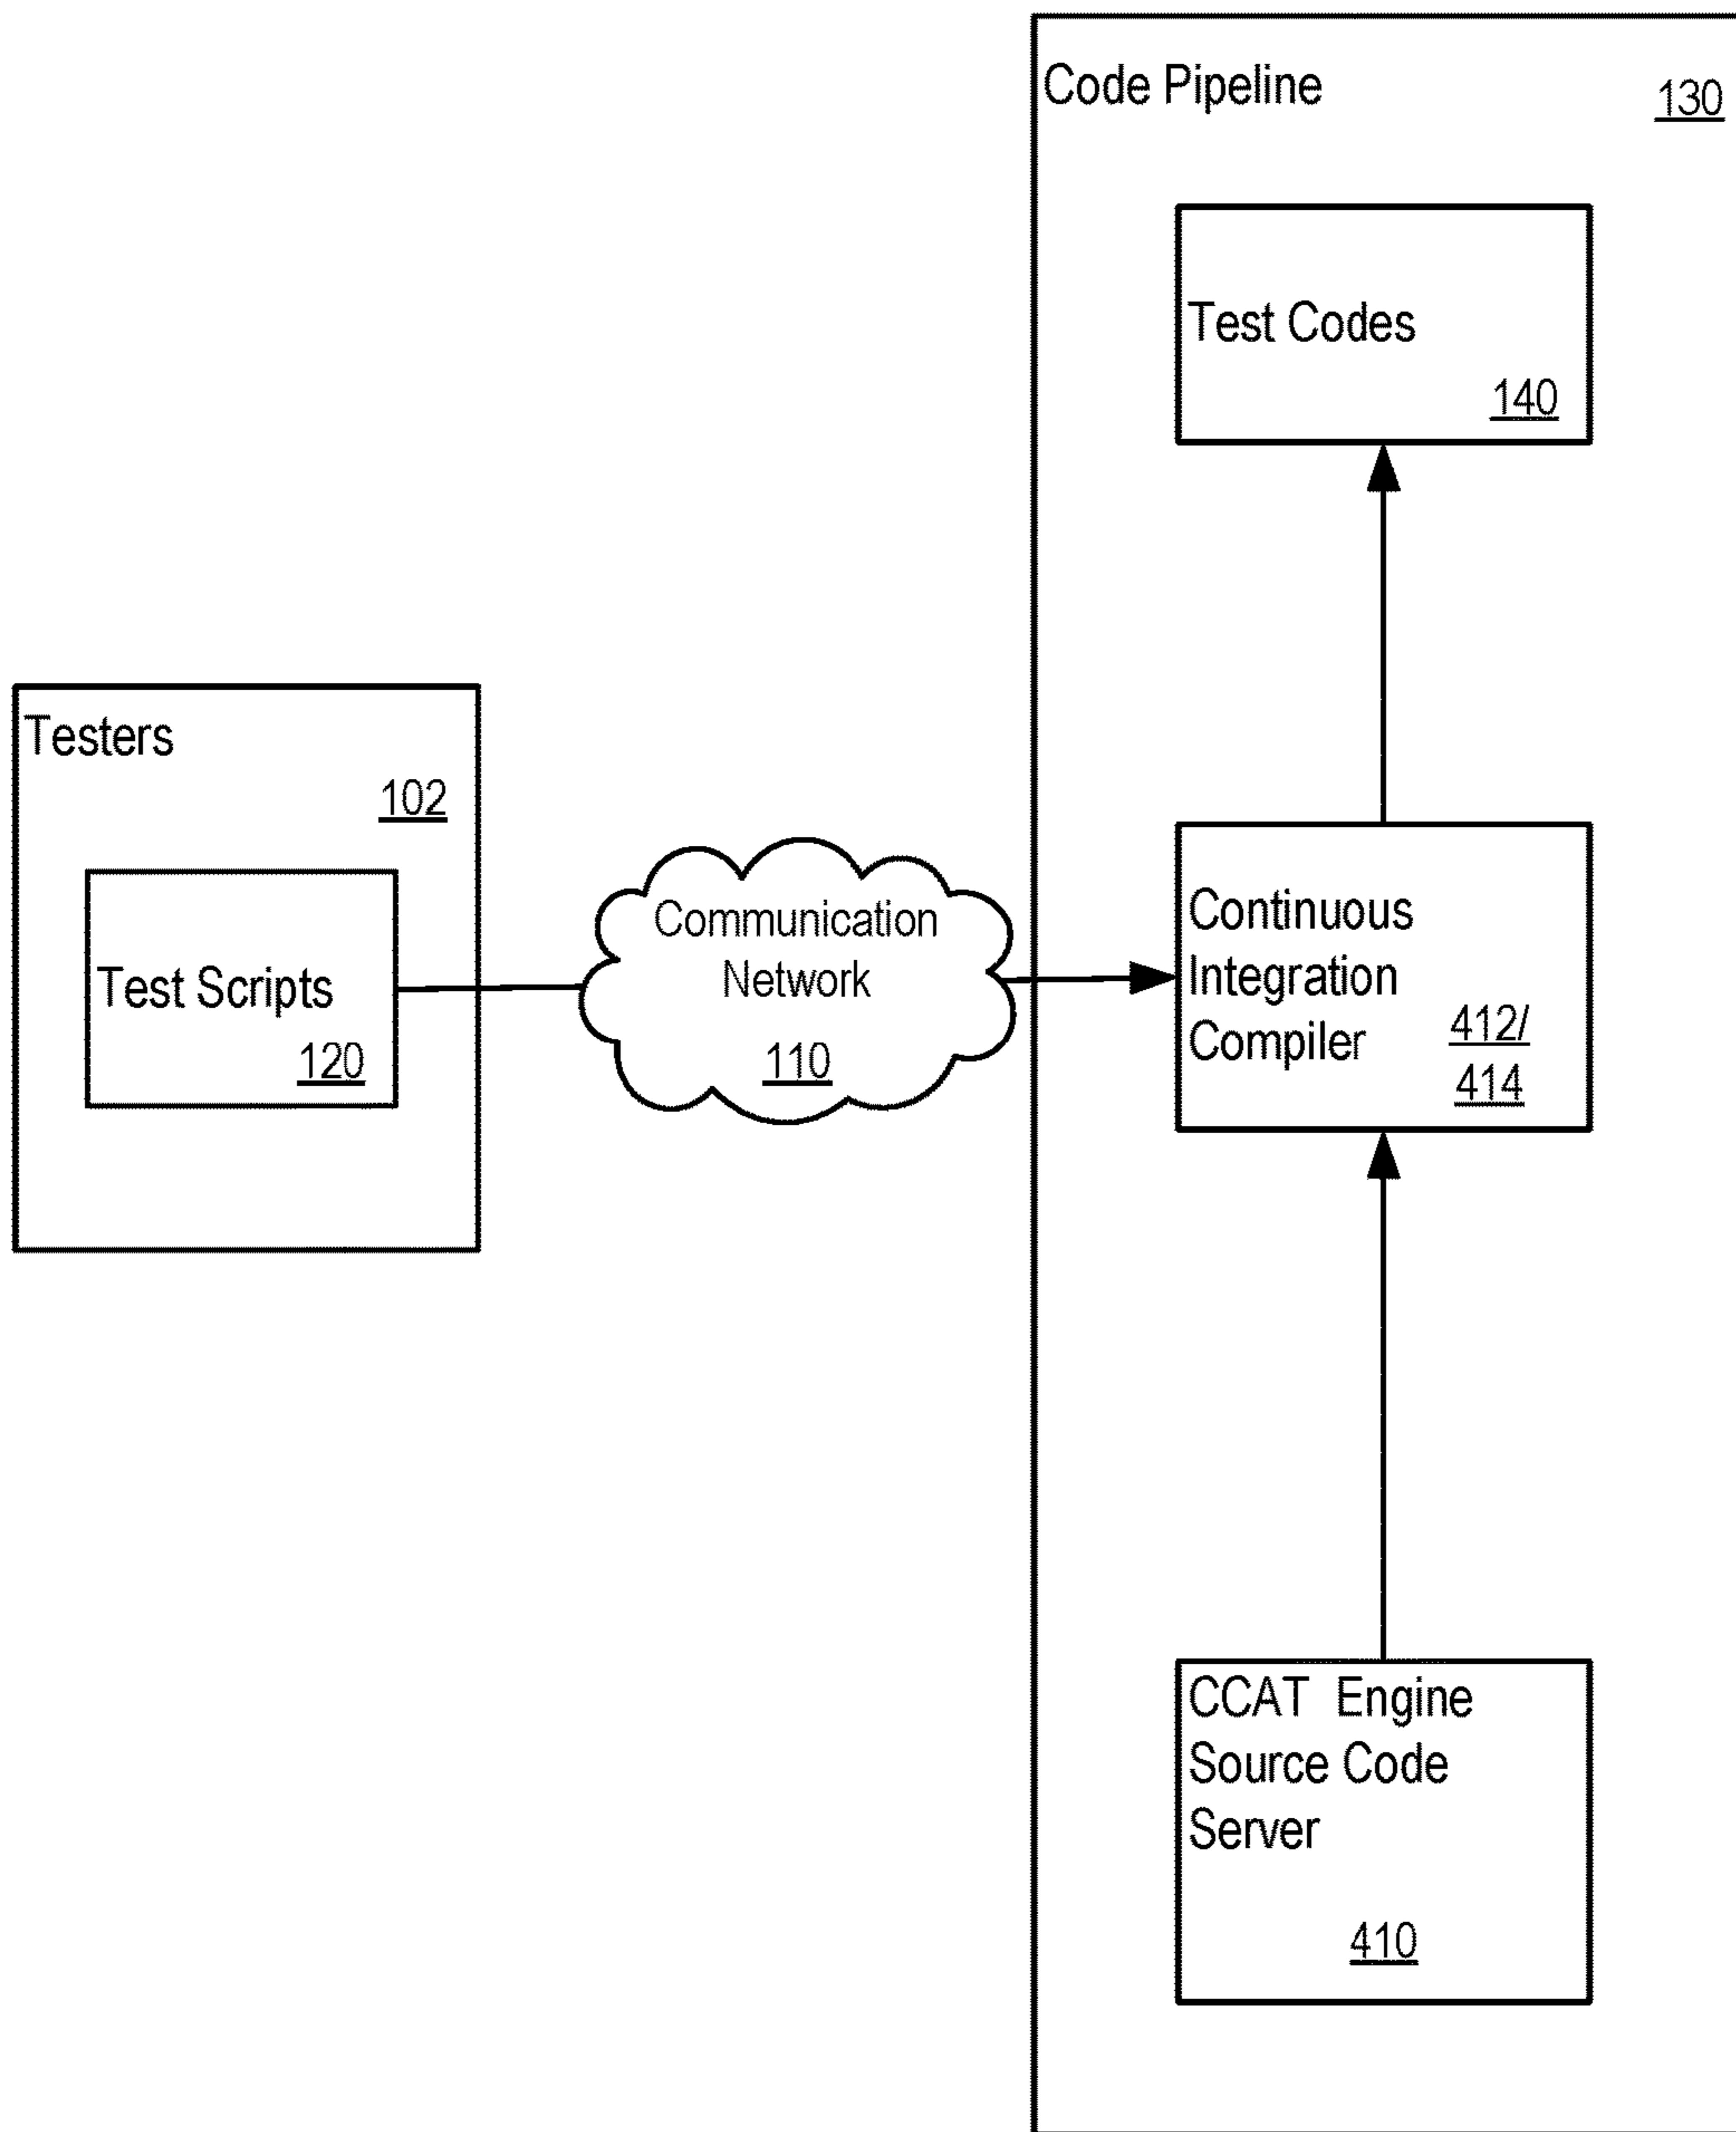 Code Pipeline
130
Test Codes
140
Testers
102
Test Scripts
120
Communication
Network
110
Continuous
Integration
Compiler
412/
414
CCAT  Engine
Source Code
Server
410